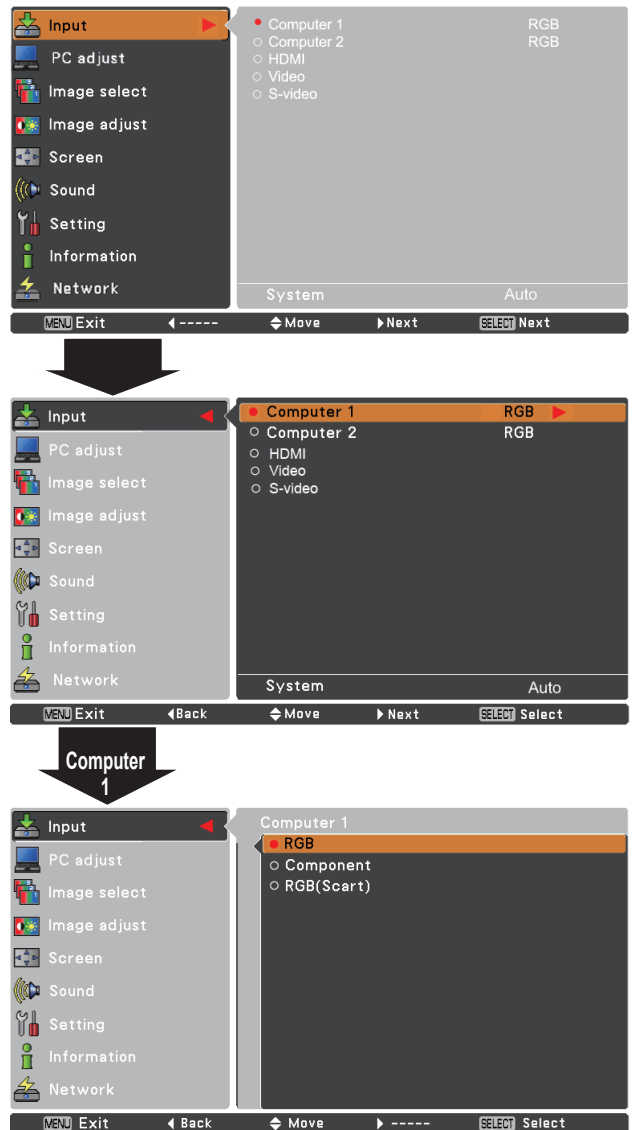 Input
PC adjust
Image select
Image adjust
Screen
Sound
Setting
Information
Network
Computer 1 RGB
Computer 2 RGB
HDMI
Video
S-video
System Auto
MENU Exit ----- Move Next SELECT Next
Input
PC adjust
Image select
Image adjust
Screen
Sound
Setting
Information
Network
Computer 1 RGB
Computer 2 RGB
HDMI
Video
S-video
System Auto
MENU Exit Back Move Next SELECT Select
Computer
1
Input
PC adjust
Image select
Image adjust
Screen
Sound
Setting
Information
Network
Computer 1
RGB
Component
RGB(Scart)
MENU Exit Back Move ----- SELECT Select